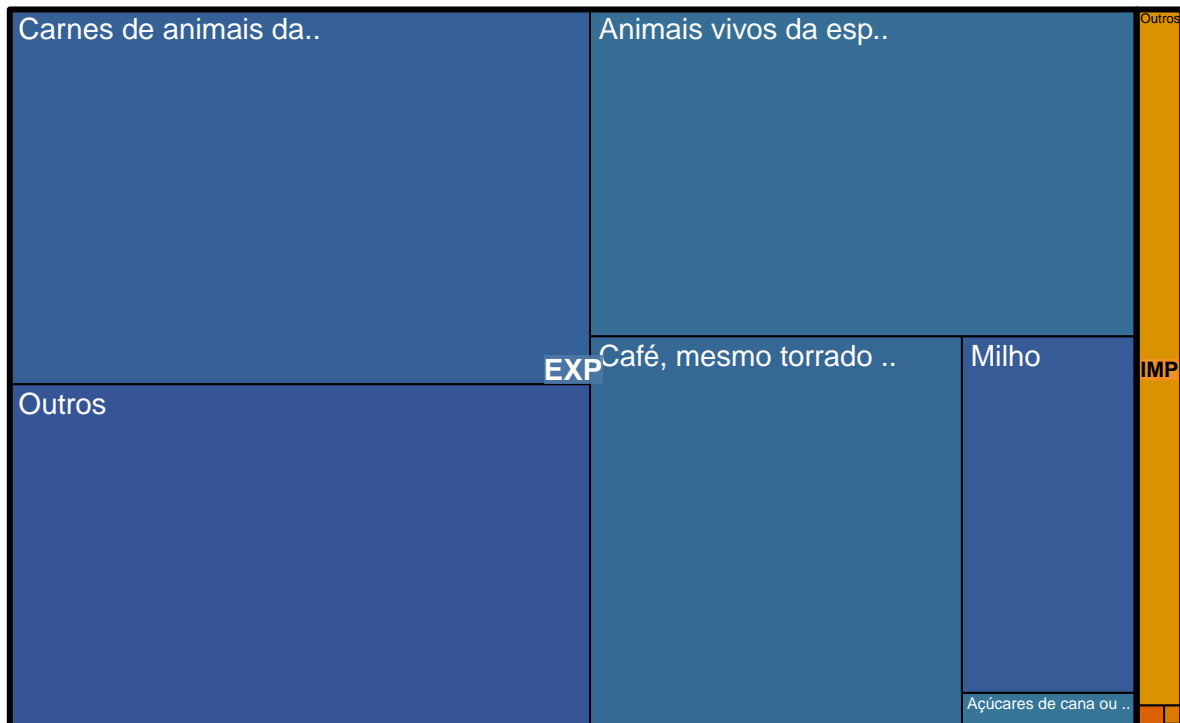 Carnes de animais da..
Animais vivos da esp..
Outros
EXP
Café, mesmo torrado ..
Milho
IMP
Outros
Açúcares de cana ou ..